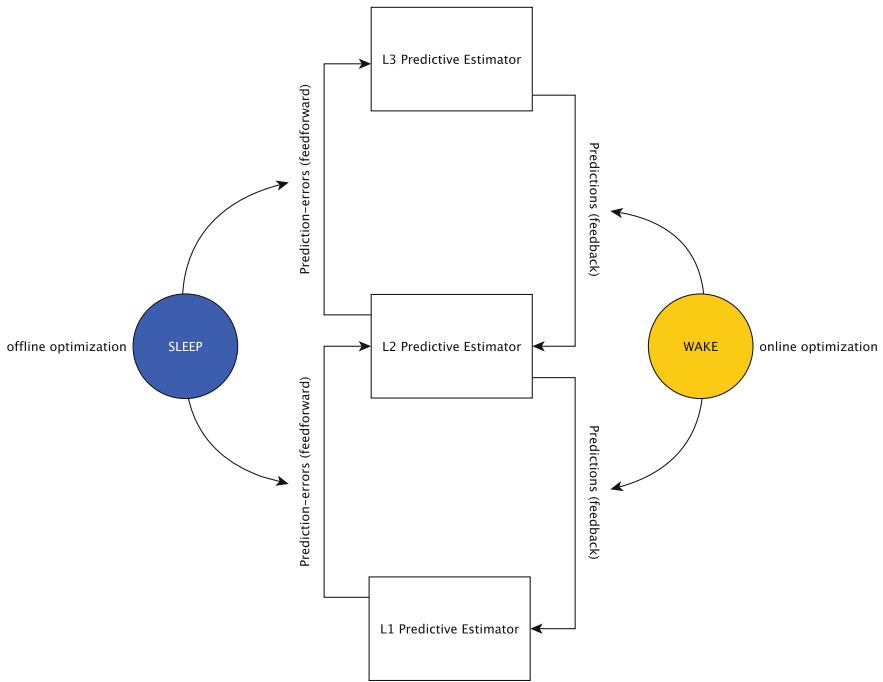 L3 Predictive Estimator
Prediction-errors (feedforward)
Predictions (feedback)
offline optimization
SLEEP
L2 Predictive Estimator
WAKE
online optimization
Prediction-errors (feedforward)
Predictions (feedback)
L1 Predictive Estimator